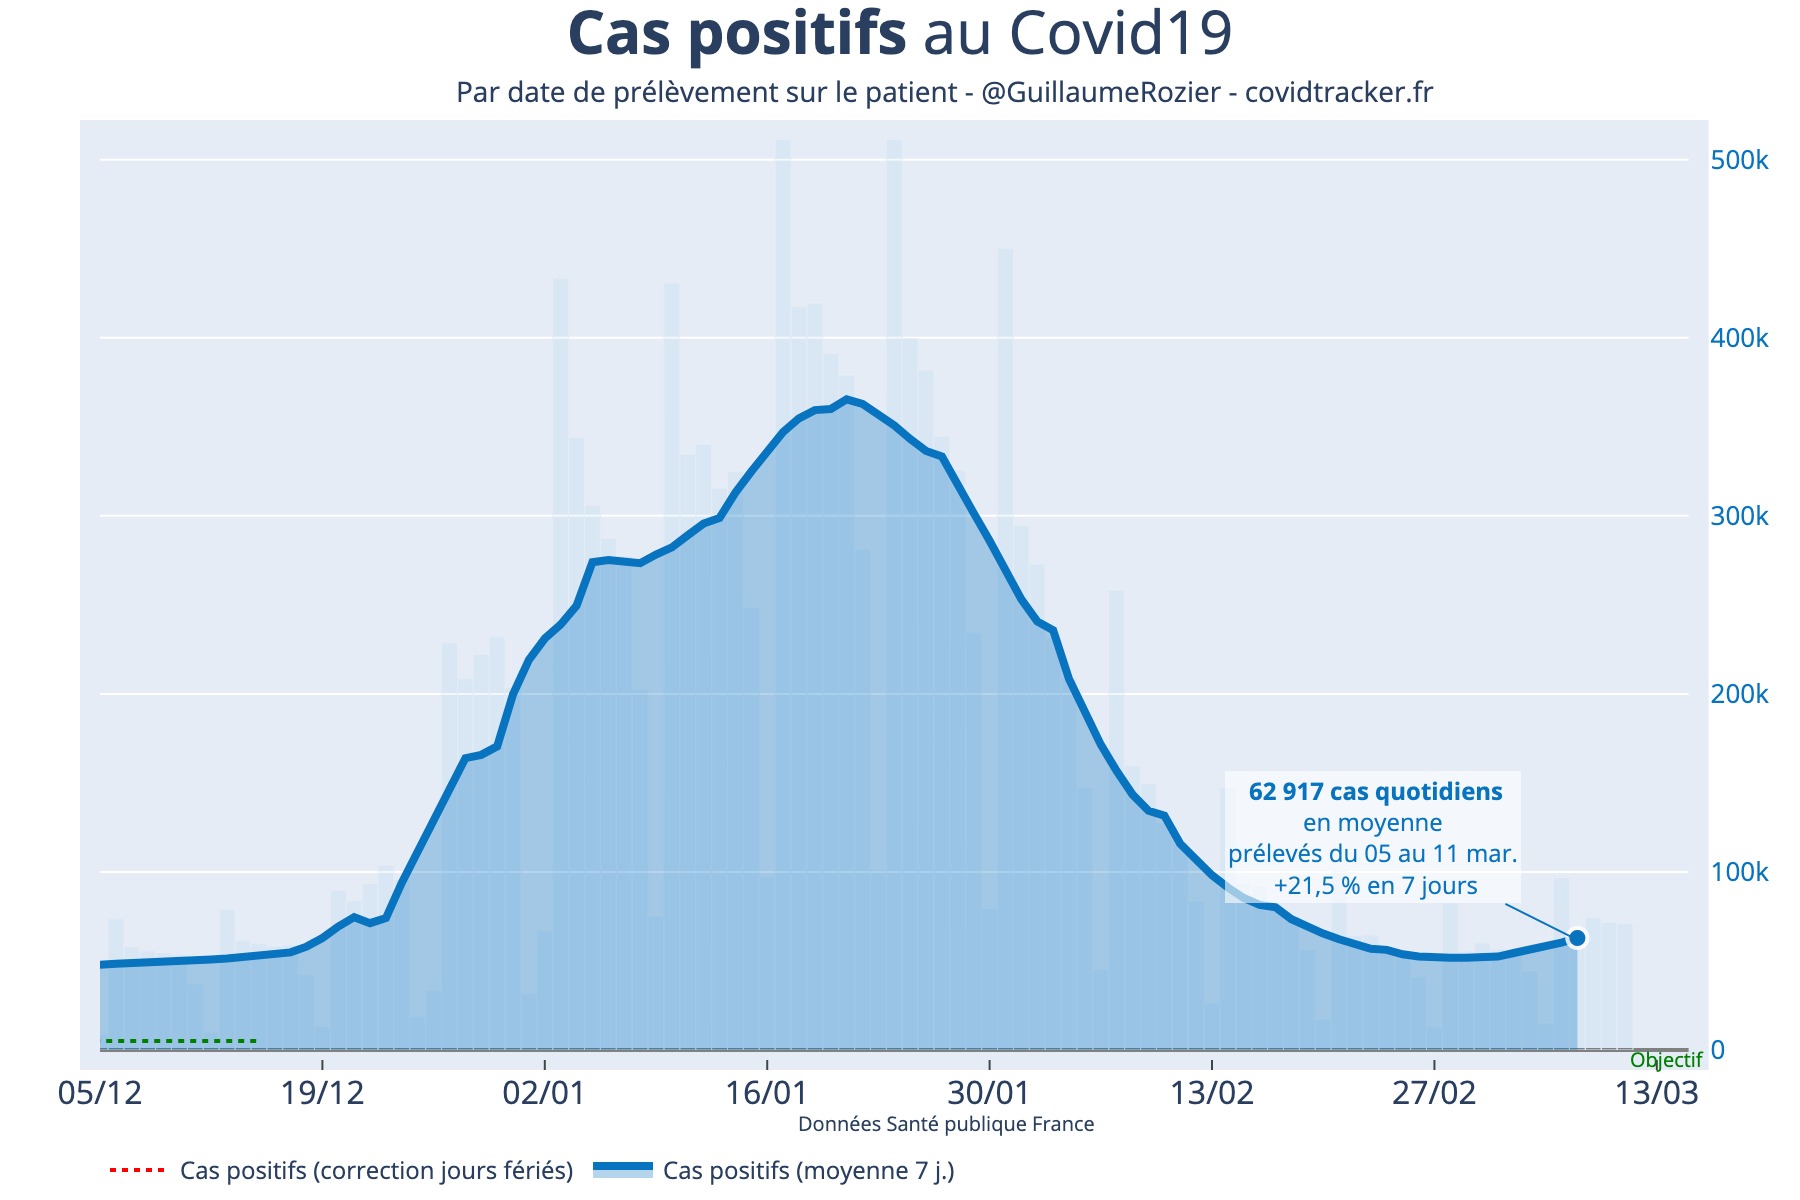 Cas positifs au Covid19
Par date de prélèvement sur le patient - @GuillaumeRozier - covidtracker.fr
500k
400k
300k
200k
62 917 cas quotidiens
en moyenne
prélevés du 05 au 11 mar.
+21,5 % en 7 jours
100k
0
Objectif
05/12 19/12 02/01 16/01 30/01 13/02 27/02 13/03
Données Santé publique France
Cas positifs (correction jours fériés) Cas positifs (moyenne 7 j.)